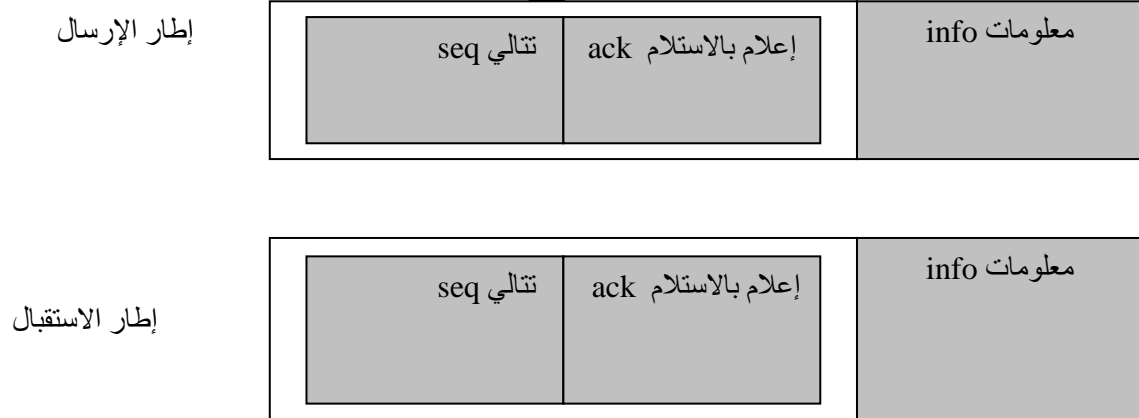 إطار الإرسال
تتالي seq
إعلام بالاستلام ack
معلومات info
إطار الاستقبال
تتالي seq
إعلام بالاستلام ack
معلومات info